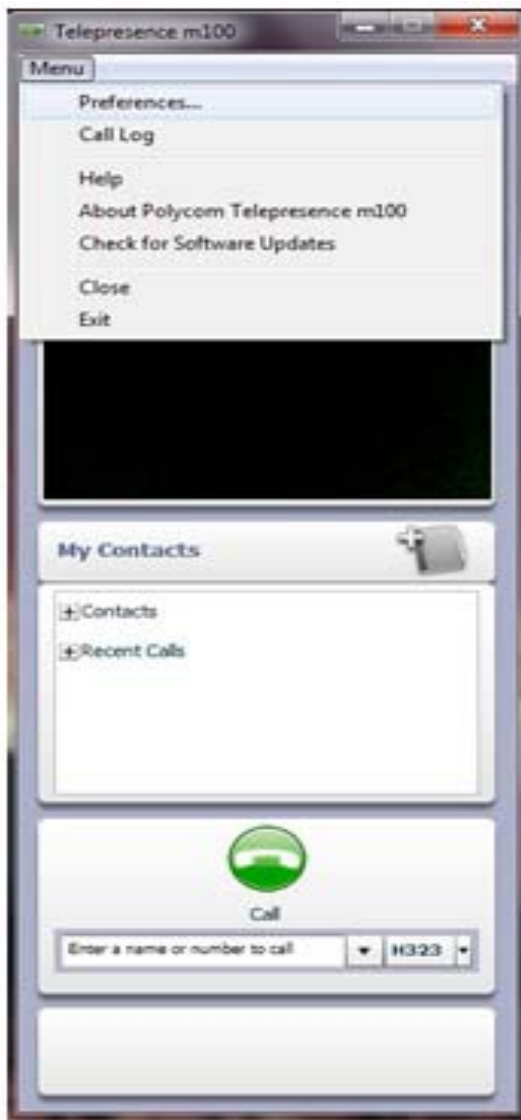 Telepresence m100
Menu
Preferences...
Call Log
Help
About Polycom Telepresence m100
Check for Software Updates
Close
Exit
My Contacts
Contacts
Recent Calls
Call
Enter a name or number to call
H323